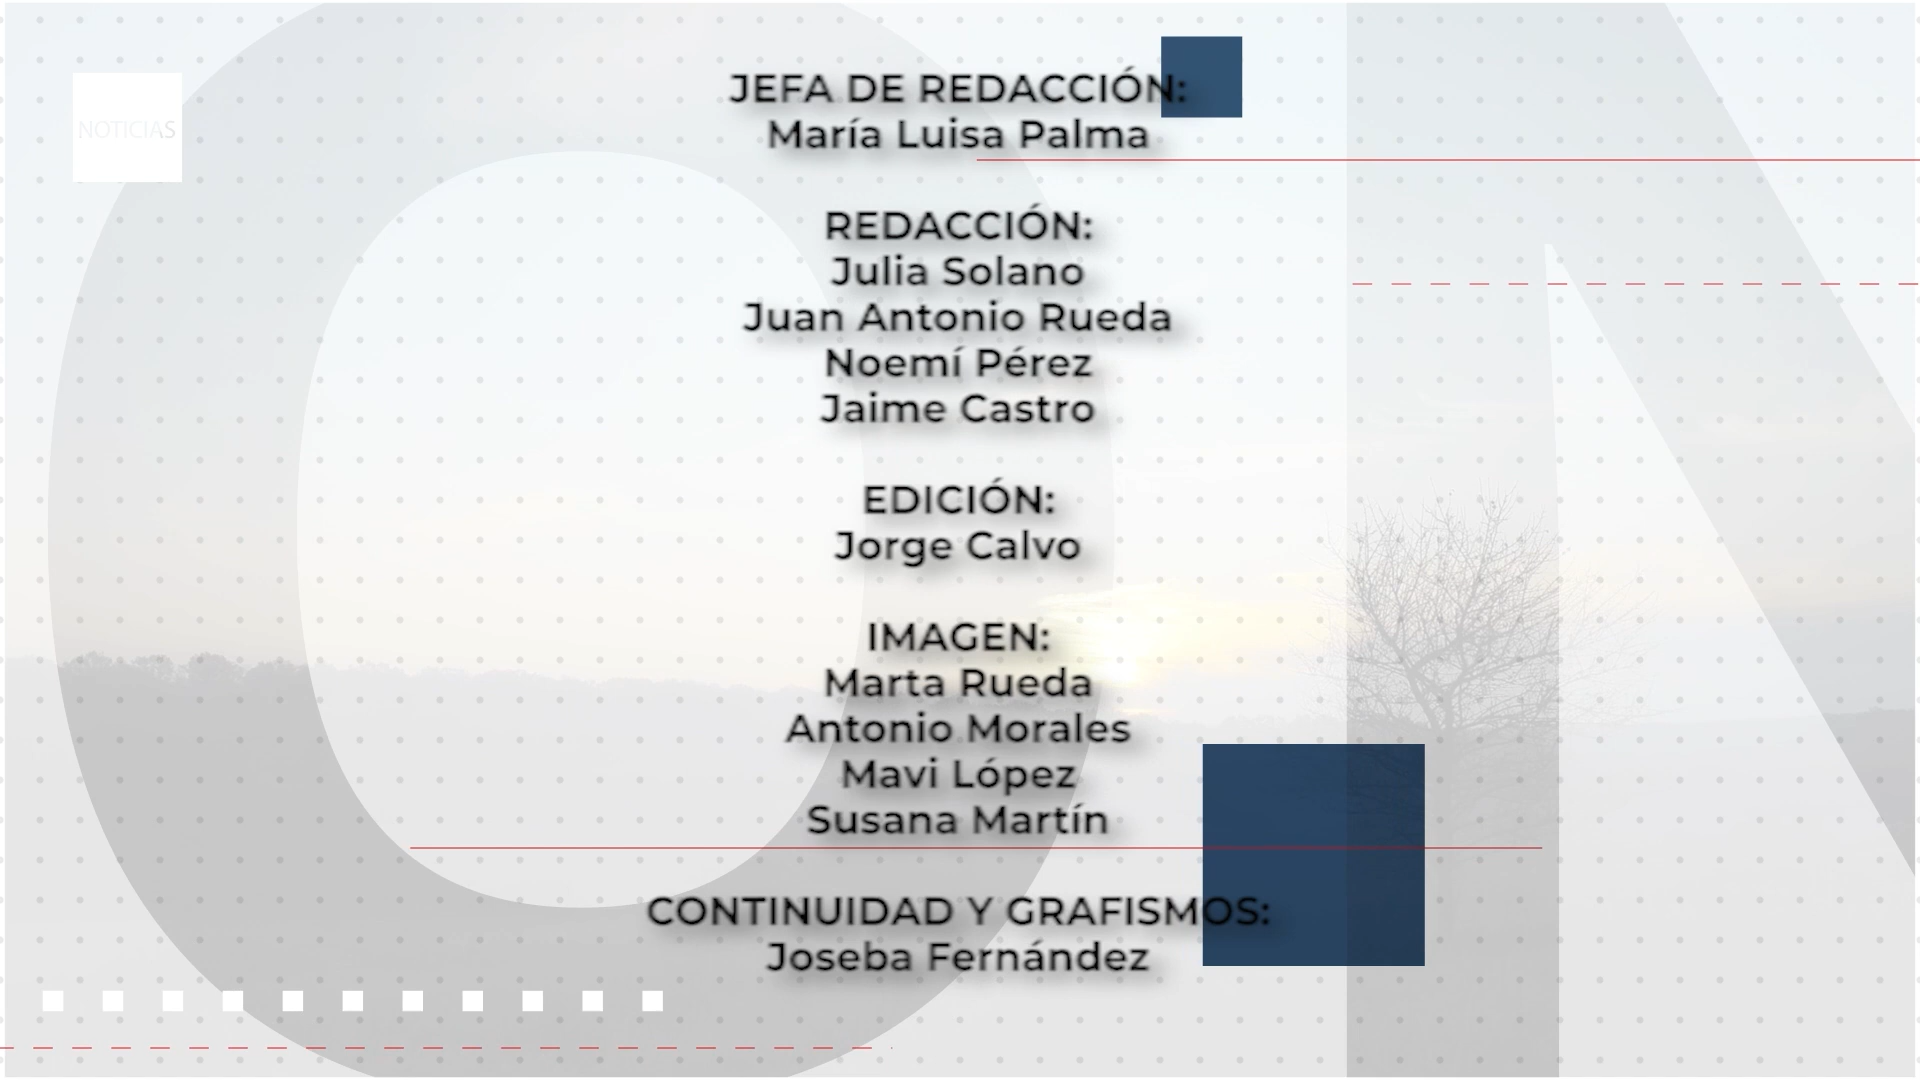 NOTICIAS
JEFA DE REDACCIÓN:
María Luisa Palma
REDACCIÓN:
Julia Solano
Juan Antonio Rueda
Noemí Pérez
Jaime Castro
EDICIÓN:
Jorge Calvo
IMAGEN:
Marta Rueda
Antonio Morales
Mavi López
Susana Martín
CONTINUIDAD Y GRAFISMOS:
Joseba Fernández